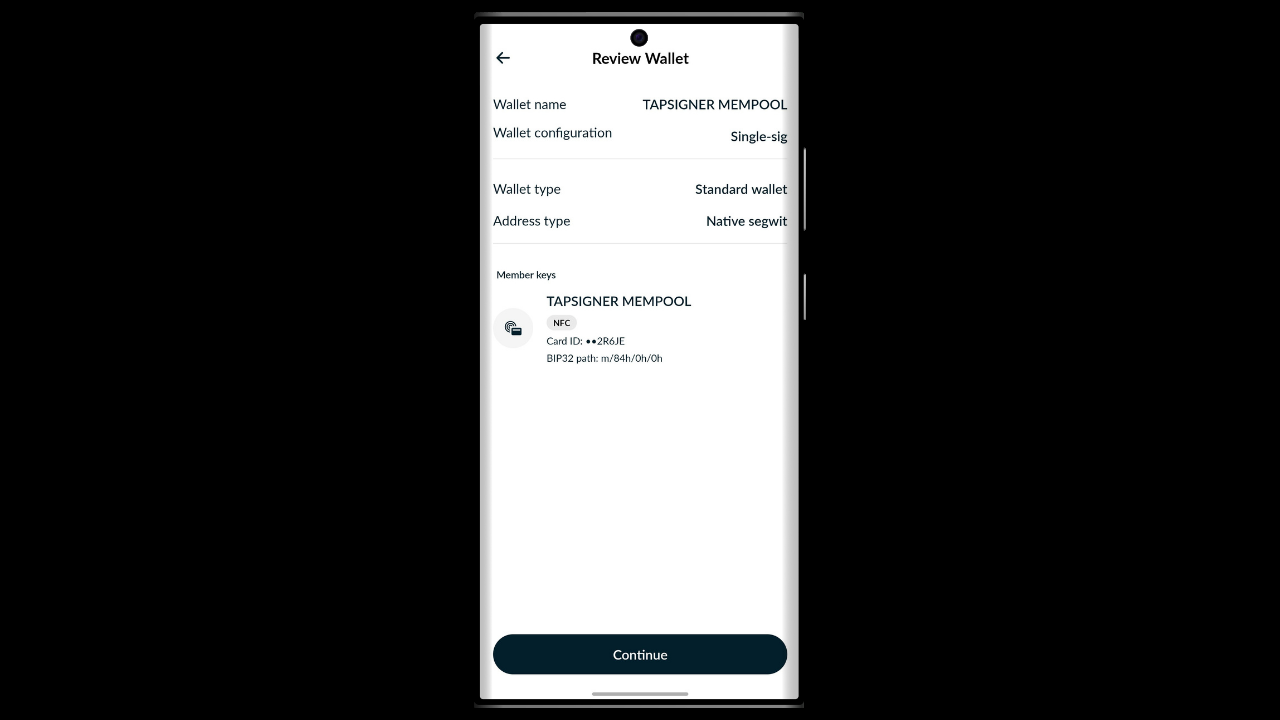 Review Wallet
Wallet name TAPSIGNER MEMPOOL
Wallet configuration Single-sig
Wallet type Standard wallet
Address type Native segwit
Member keys
TAPSIGNER MEMPOOL
NFC
Card ID: ••2R6JE
BIP32 path: m/84h/0h/0h
Continue